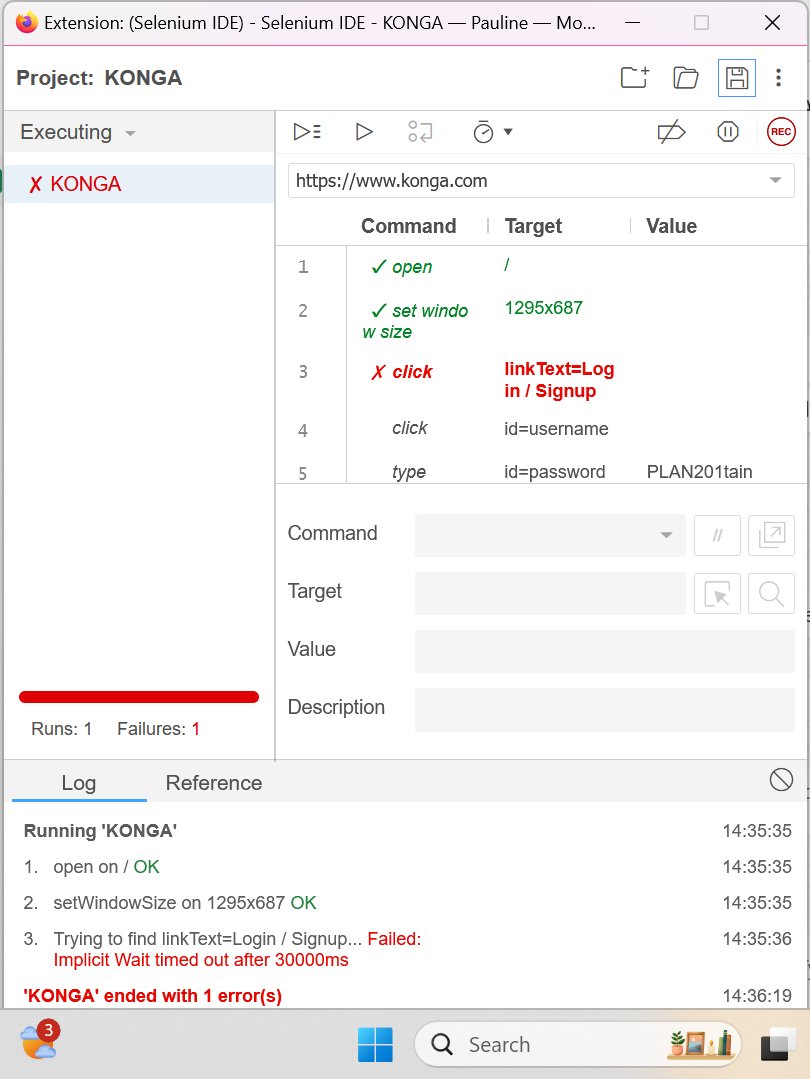 Extension: (Selenium IDE) - Selenium IDE - KONGA — Pauline — Mo...
Project: KONGA
Executing
REC
✗ KONGA
https://www.konga.com
Command Target Value
1 ✓ open /
2 ✓ set windo 1295x687
w size
3 ✗ click linkText=Log
in / Signup
4 click id=username
5 type id=password PLAN201tain
Command
//
Target
Value
Description
Runs: 1 Failures: 1
Log Reference
Running 'KONGA' 14:35:35
1. open on / OK 14:35:35
2. setWindowSize on 1295x687 OK 14:35:35
3. Trying to find linkText=Login / Signup... Failed: 14:35:36
Implicit Wait timed out after 30000ms
'KONGA' ended with 1 error(s) 14:36:19
3
Search